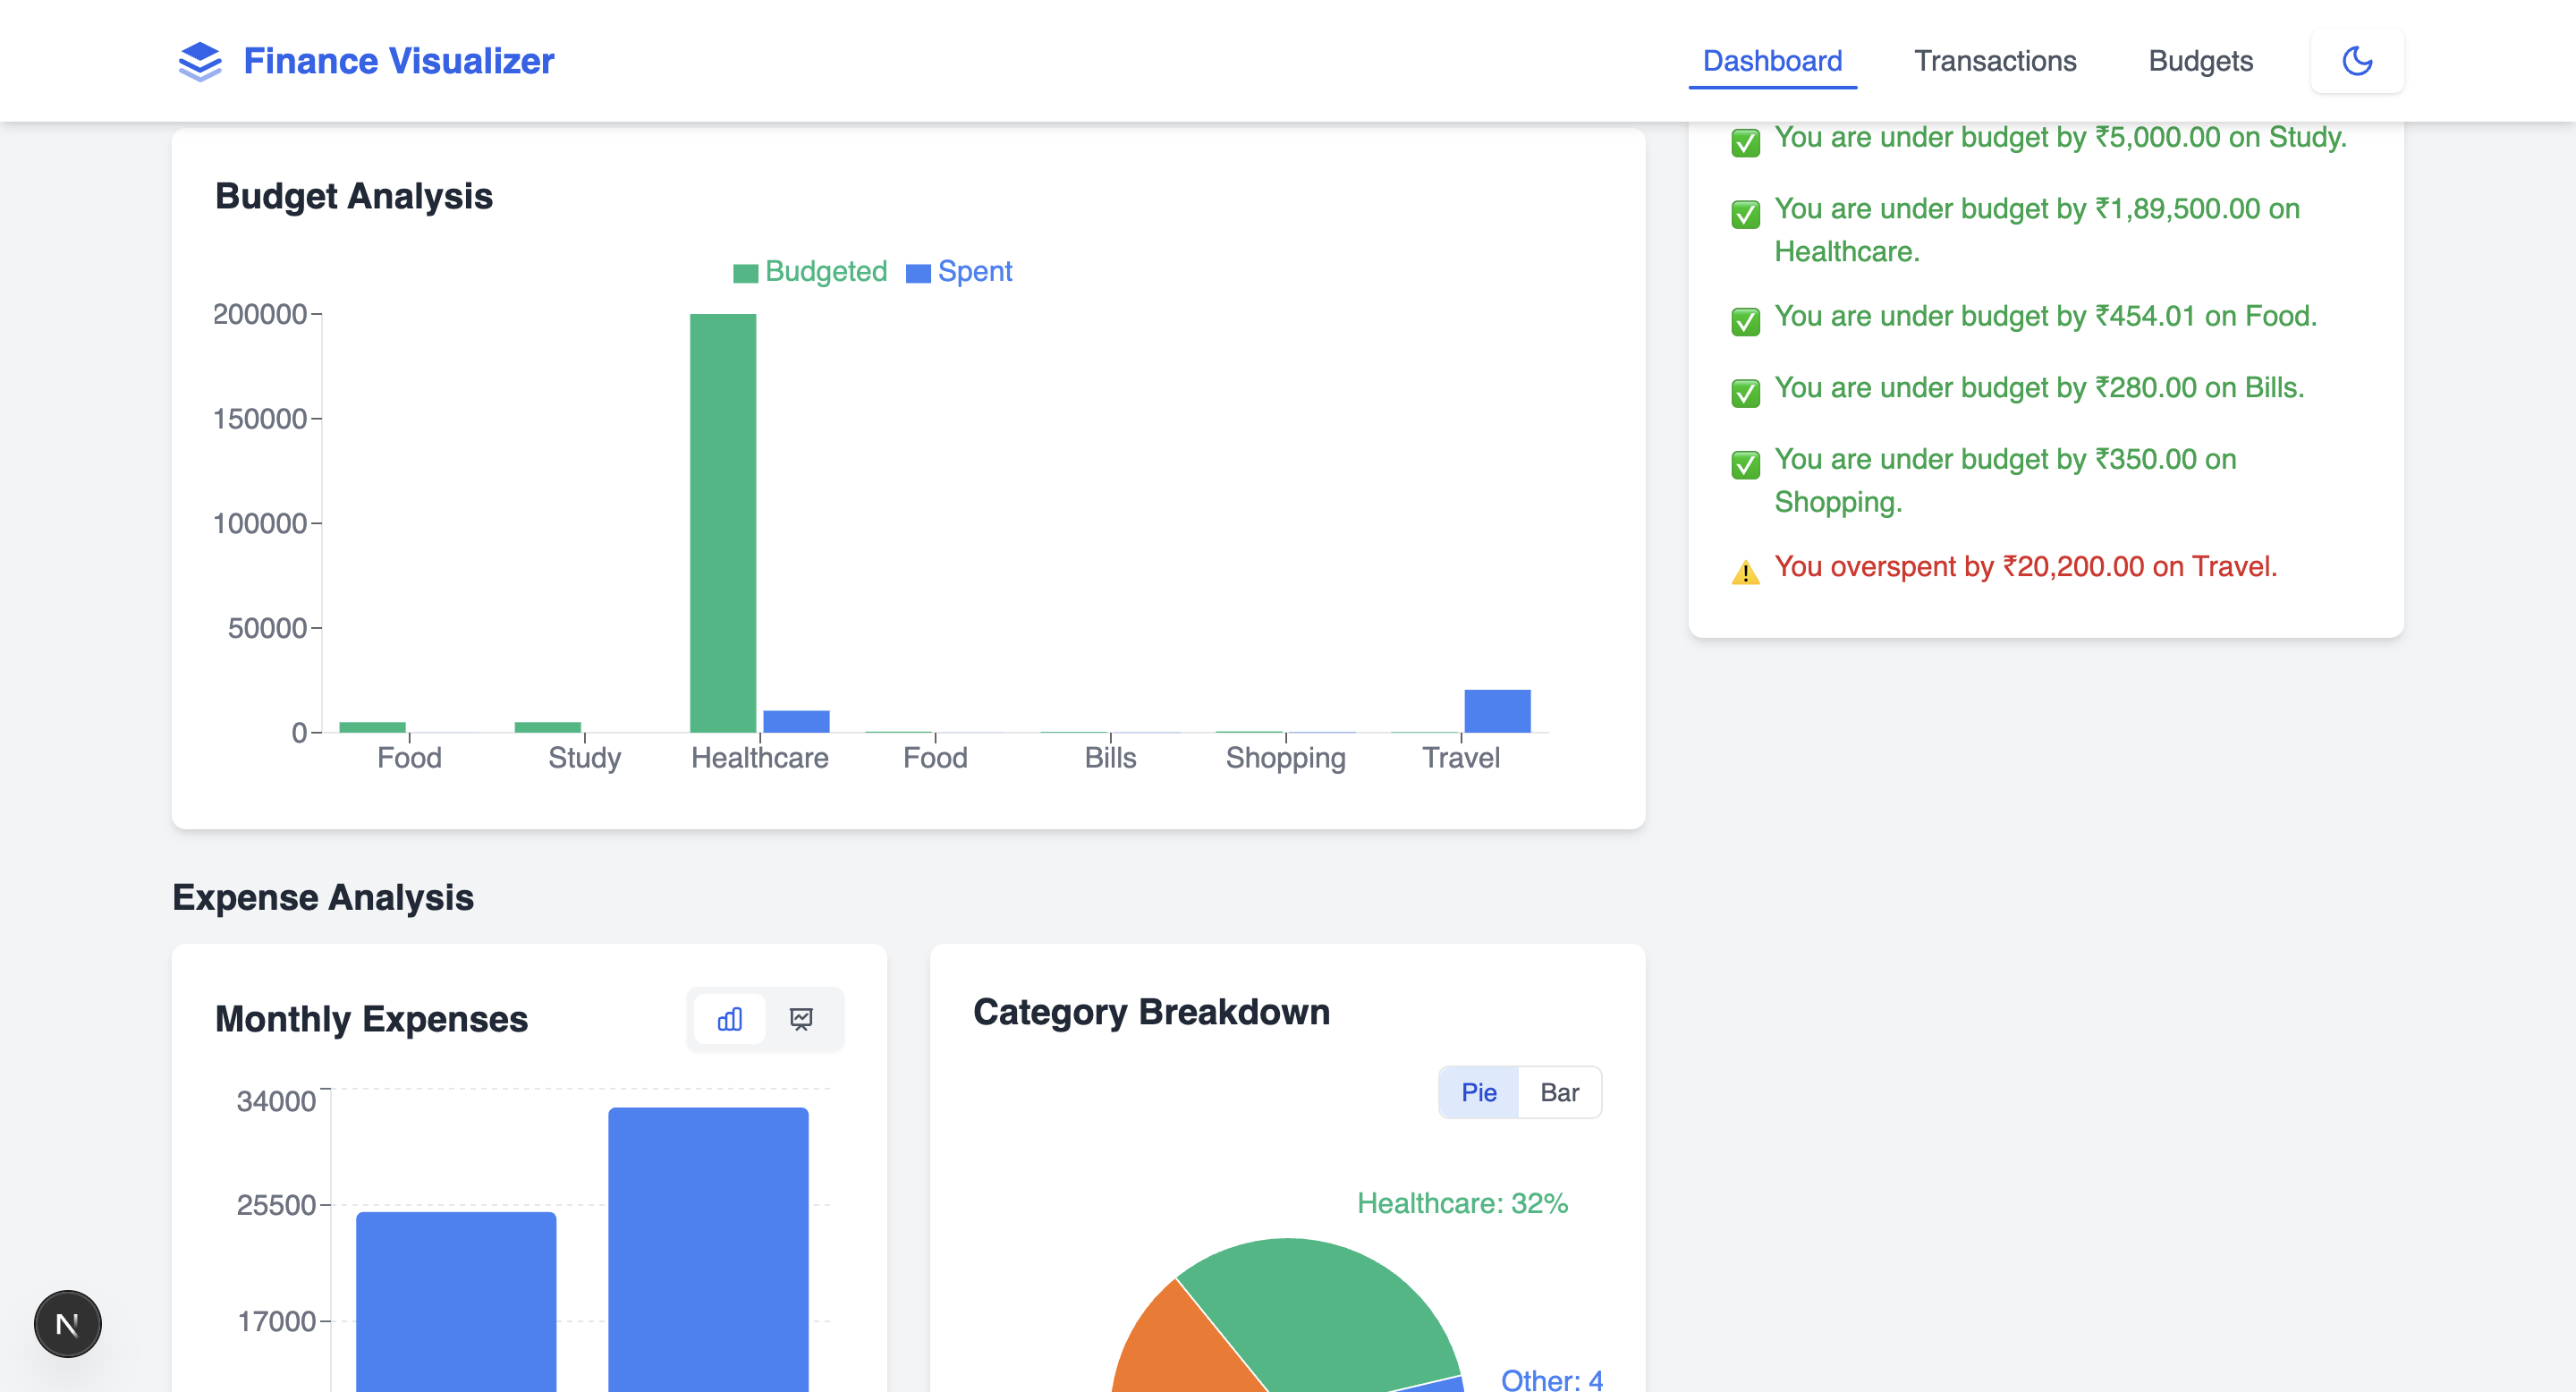 Finance Visualizer
Dashboard
Transactions
Budgets
Budget Analysis
Budgeted
Spent
200000
150000
100000
50000
0
Food
Study
Healthcare
Food
Bills
Shopping
Travel
You are under budget by ₹5,000.00 on Study.
You are under budget by ₹1,89,500.00 on
Healthcare.
You are under budget by ₹454.01 on Food.
You are under budget by ₹280.00 on Bills.
You are under budget by ₹350.00 on
Shopping.
You overspent by ₹20,200.00 on Travel.
Expense Analysis
Monthly Expenses
34000
25500
17000
Category Breakdown
Pie
Bar
Healthcare: 32%
Other: 4
N